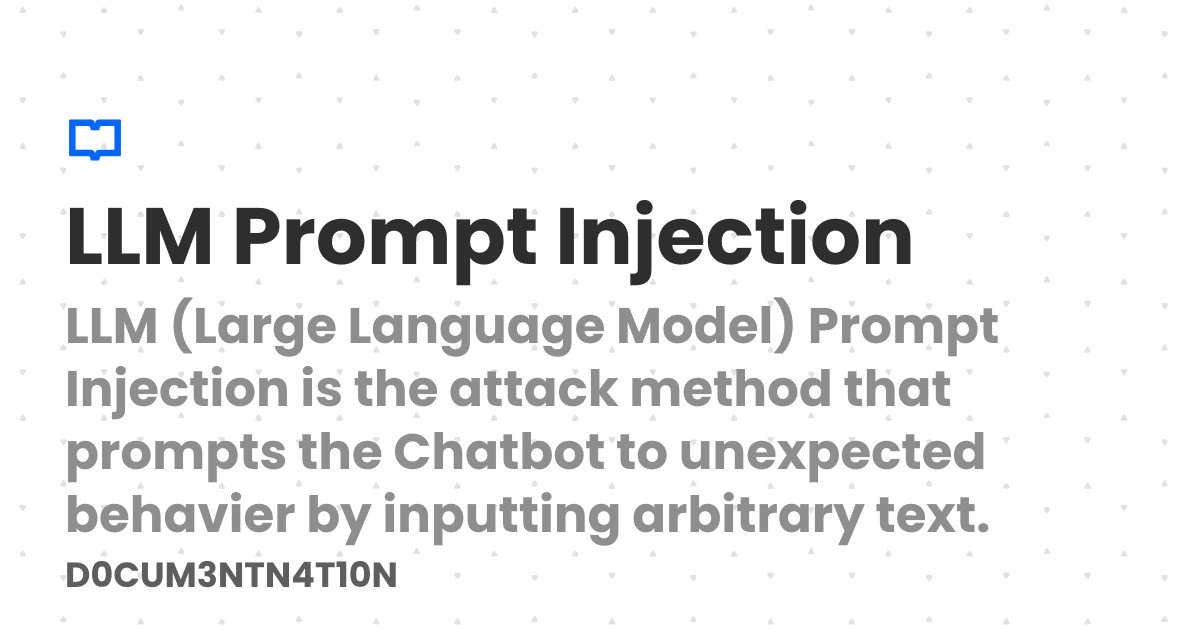 LLM Prompt Injection
LLM (Large Language Model) Prompt
Injection is the attack method that
prompts the Chatbot to unexpected
behavier by inputting arbitrary text.
D0CUM3NTN4T10N